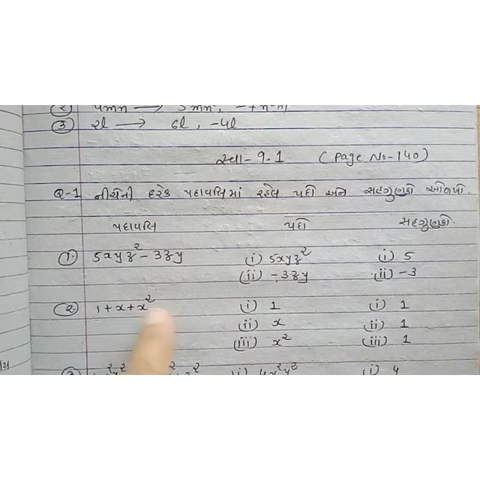 ③ 2l → 6l, -4l
સ્વા-9.1 (Page No-140)
Q-1 નીચેની દરેક પદાવલિમાં રહેલ પદો અને સહગુણકો ઓળખો.
પદાવલિ પદો સહગુણકો.
① 5xyz² - 3zy (i) 5xyz² (i) 5
(ii) -3zy (ii) -3
② 1+x+x² (i) 1 (i) 1
(ii) x (ii) 1
(iii) x² (iii) 1